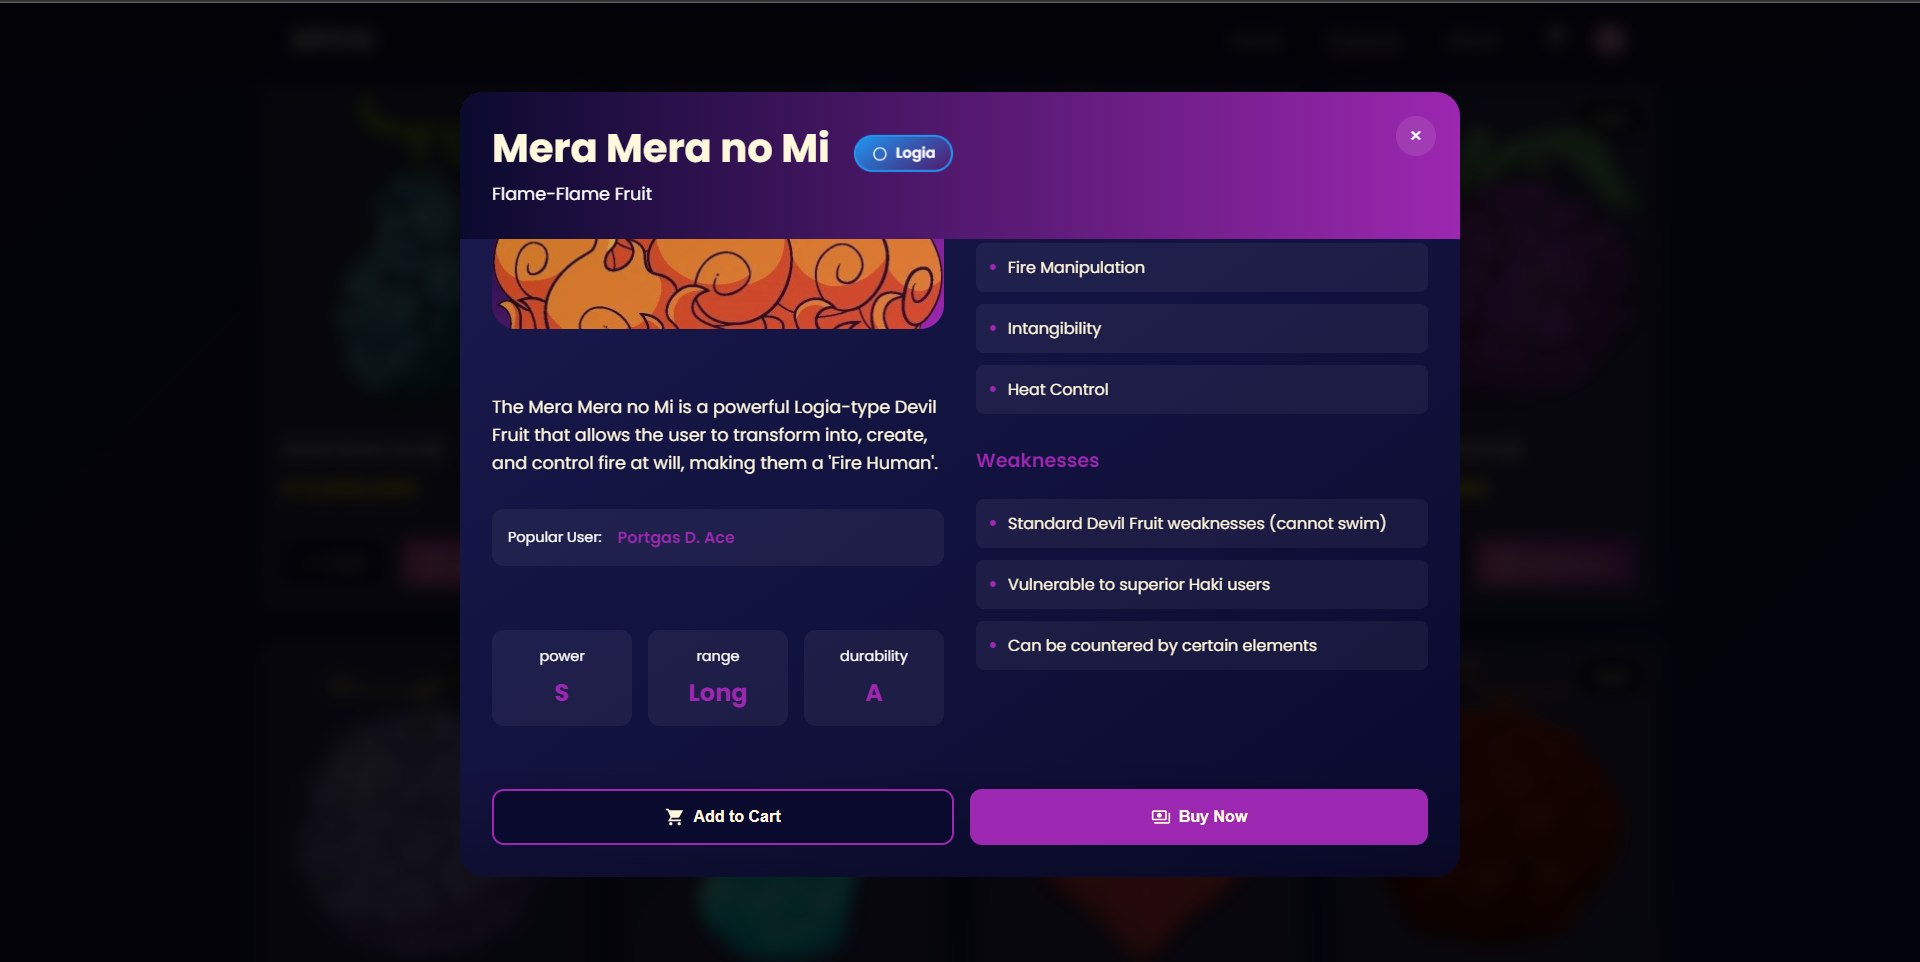 Mera Mera no Mi
Logia
Flame-Flame Fruit
The Mera Mera no Mi is a powerful Logia-type Devil
Fruit that allows the user to transform into, create,
and control fire at will, making them a 'Fire Human'.
Popular User: Portgas D. Ace
power
S
range
Long
durability
A
Fire Manipulation
Intangibility
Heat Control
Weaknesses
Standard Devil Fruit weaknesses (cannot swim)
Vulnerable to superior Haki users
Can be countered by certain elements
Add to Cart
Buy Now